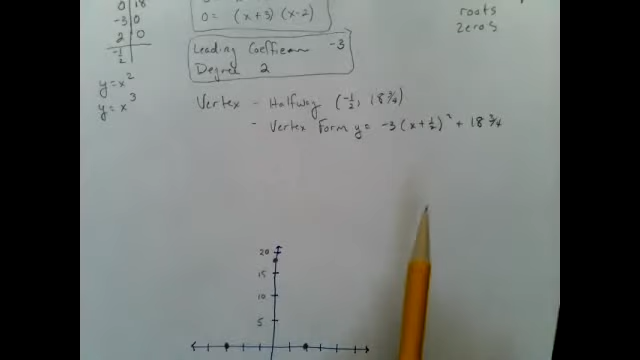 0 18
-3 0
2 0
-1/2
y = x²
y = x³
0 = (x+3)(x-2)
Leading Coefficient -3
Degree 2
Vertex - Halfway (-1/2, 18 3/4)
- Vertex Form y = -3(x+1/2)² + 18 3/4
roots
zeros
20
15
10
5